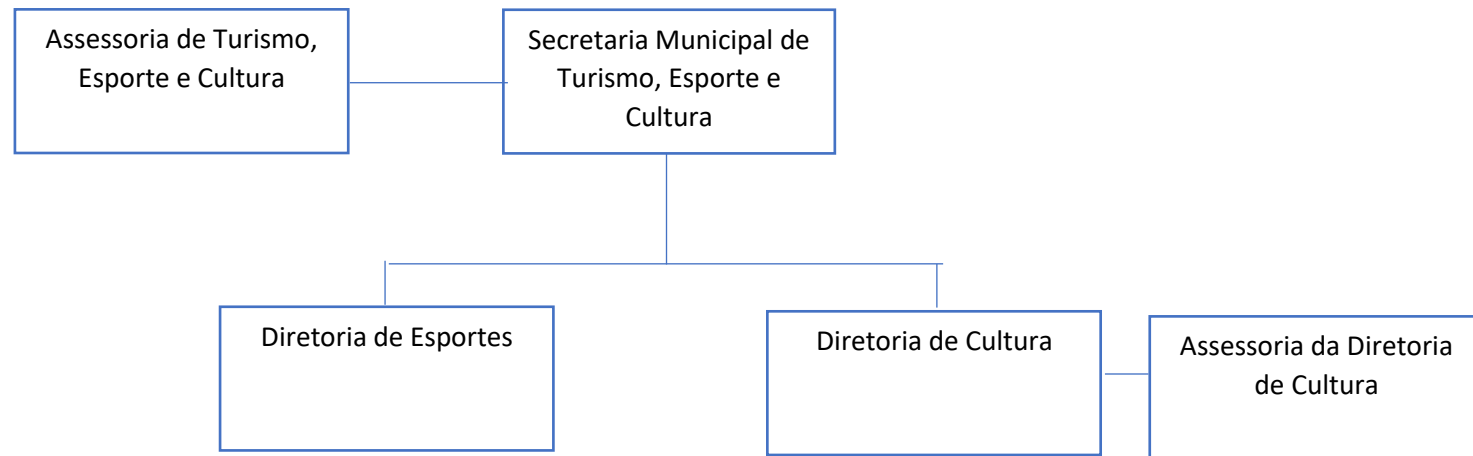 Assessoria de Turismo,
Esporte e Cultura
Secretaria Municipal de
Turismo, Esporte e
Cultura
Diretoria de Esportes
Diretoria de Cultura
Assessoria da Diretoria
de Cultura